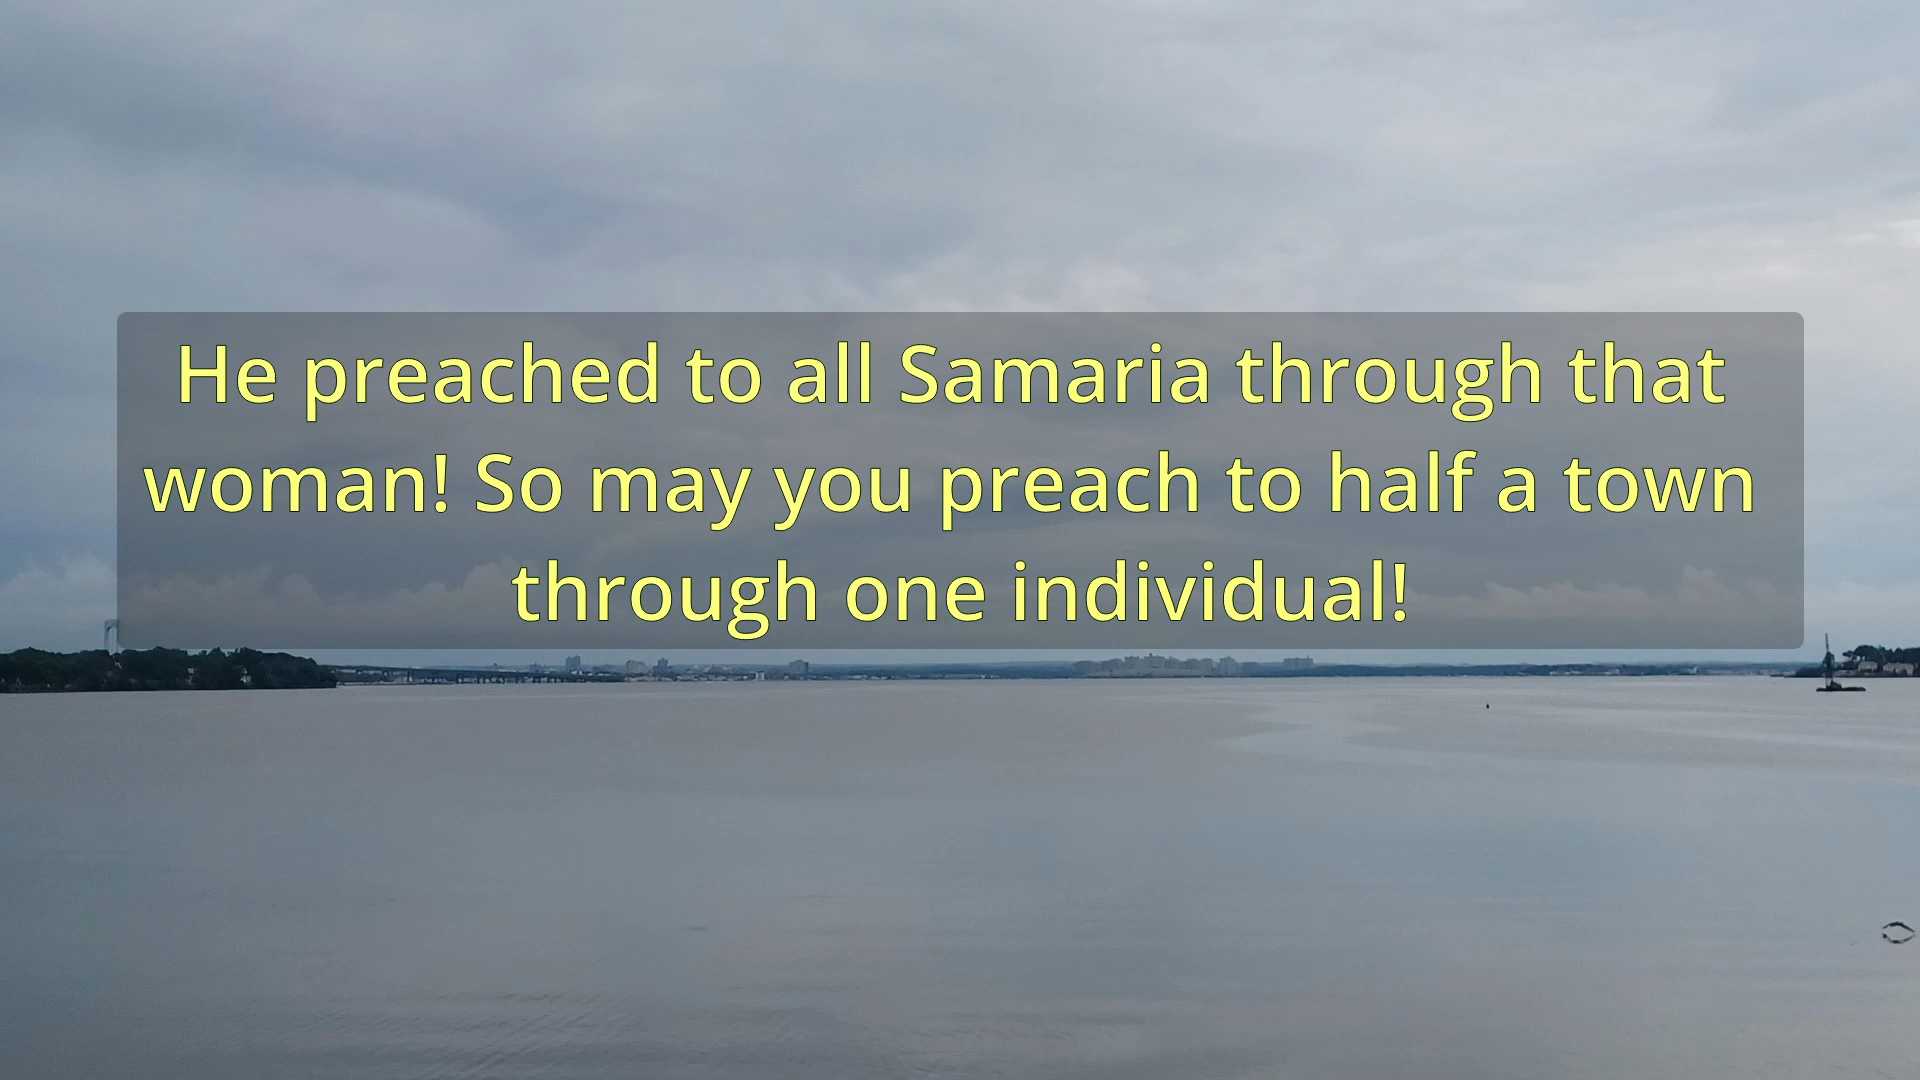 He preached to all Samaria through that
woman! So may you preach to half a town
through one individual!